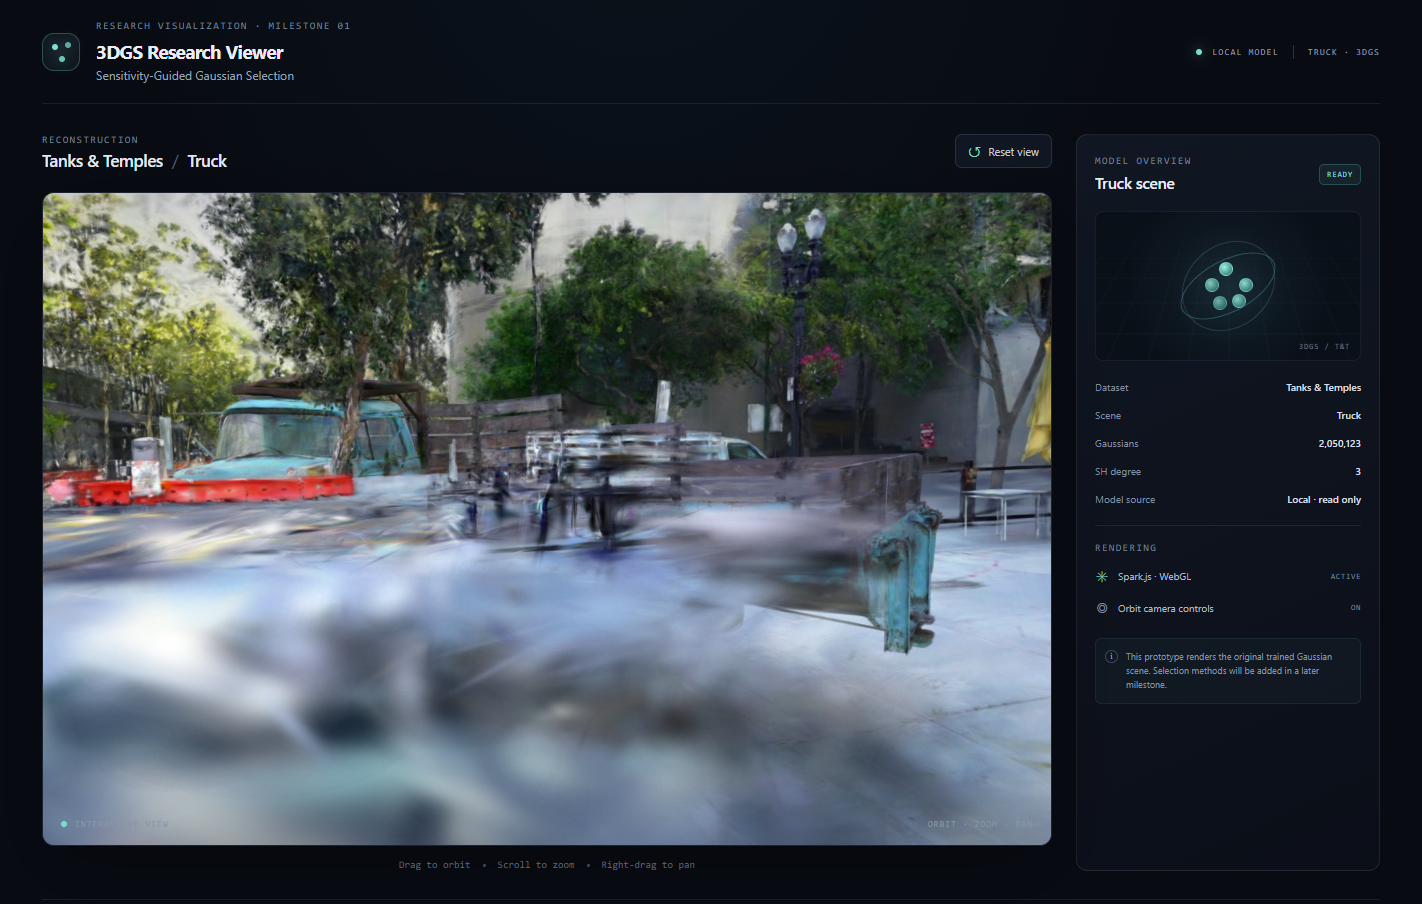 RESEARCH VISUALIZATION · MILESTONE 01
3DGS Research Viewer
Sensitivity-Guided Gaussian Selection
LOCAL MODEL
TRUCK · 3DGS
RECONSTRUCTION
Tanks & Temples / Truck
Reset view
ORBIT · ZOOM · PAN
Drag to orbit • Scroll to zoom • Right-drag to pan
MODEL OVERVIEW
Truck scene
READY
3DGS / T&T
Dataset Tanks & Temples
Scene Truck
Gaussians 2,050,123
SH degree 3
Model source Local · read only
RENDERING
Spark.js · WebGL ACTIVE
Orbit camera controls ON
This prototype renders the original trained Gaussian
scene. Selection methods will be added in a later
milestone.